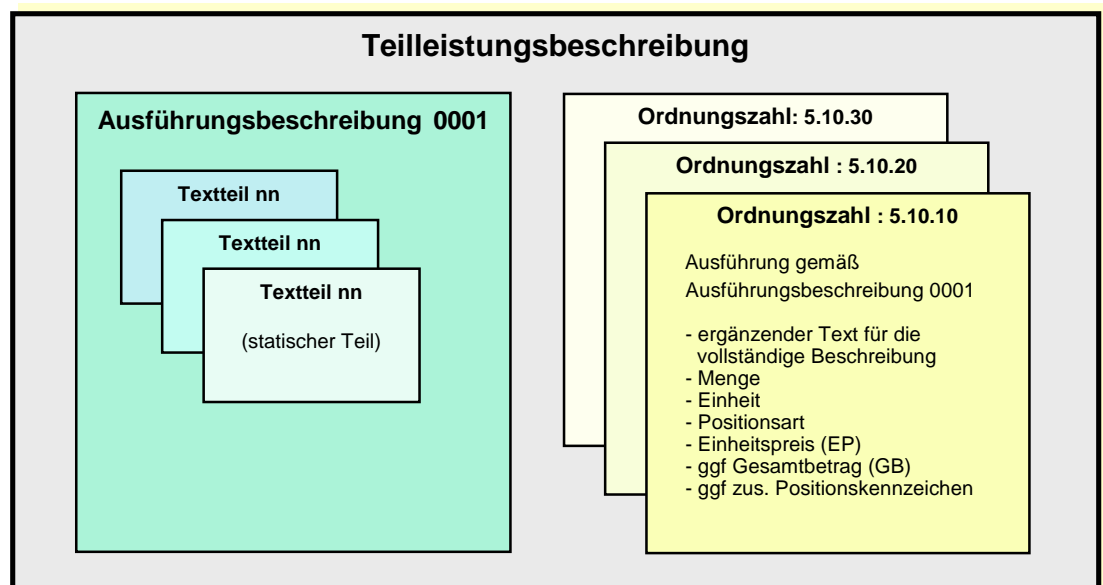 Teilleistungsbeschreibung
Ausführungsbeschreibung 0001
Textteil nn
Textteil nn
Textteil nn
(statischer Teil)
Ordnungszahl: 5.10.30
Ordnungszahl : 5.10.20
Ordnungszahl : 5.10.10
Ausführung gemäß
Ausführungsbeschreibung 0001
- ergänzender Text für die
vollständige Beschreibung
- Menge
- Einheit
- Positionsart
- Einheitspreis (EP)
- ggf Gesamtbetrag (GB)
- ggf zus. Positionskennzeichen